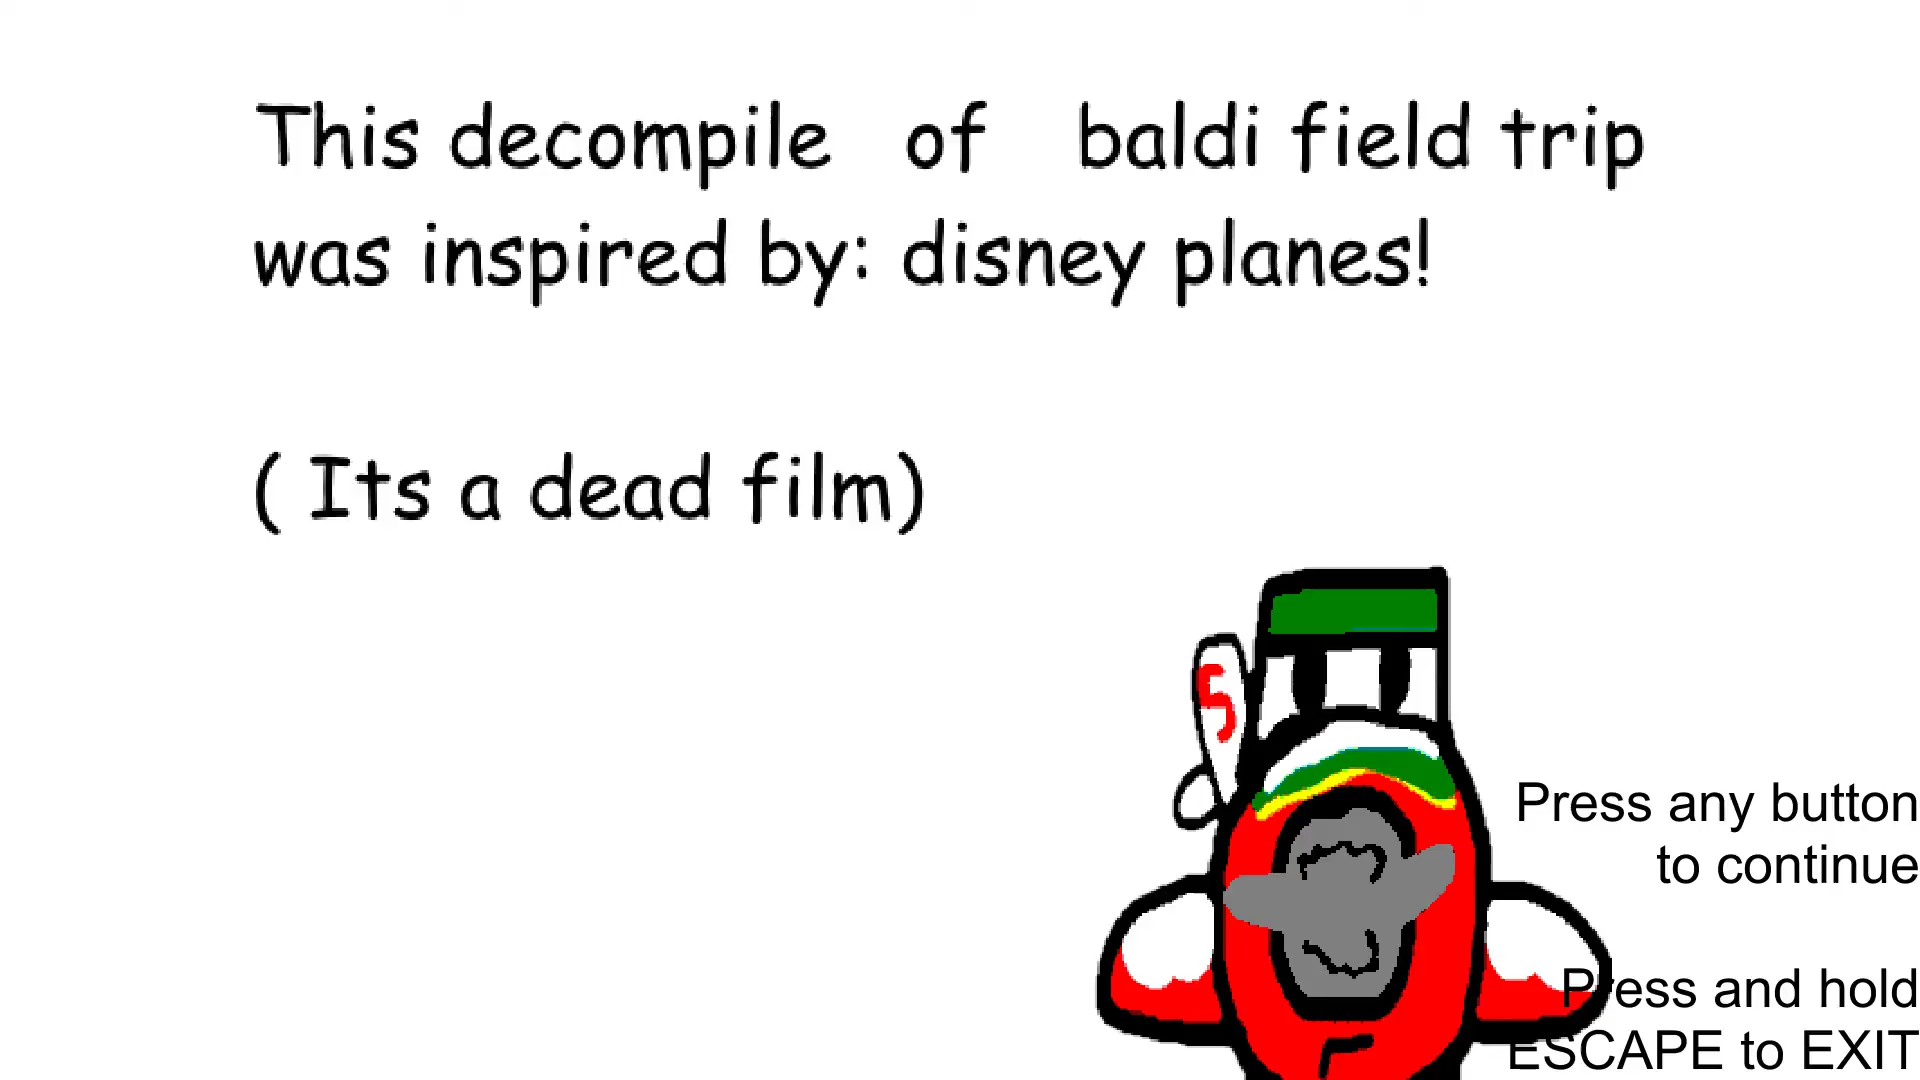 This decompile of baldi field trip
was inspired by: disney planes!
( Its a dead film)
5
Press any button
to continue
Press and hold
ESCAPE to EXIT